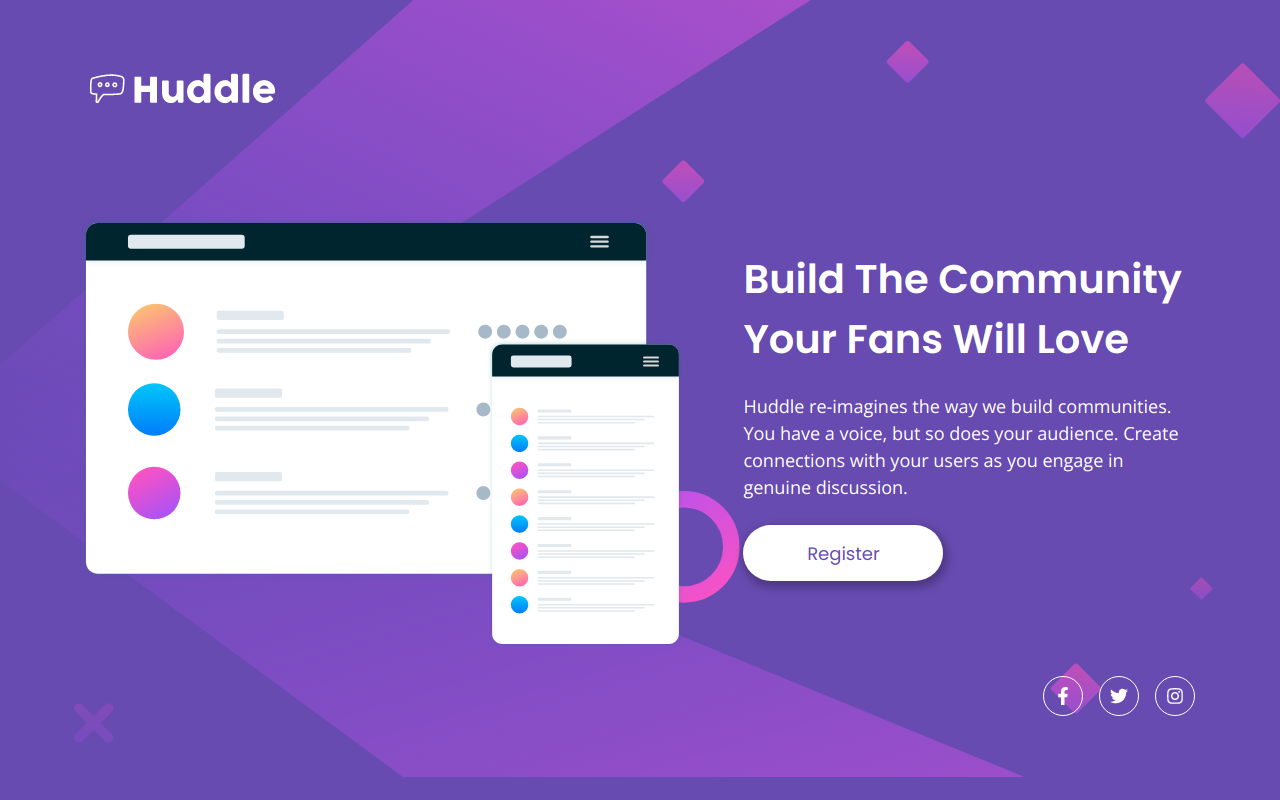 Huddle
Build The Community
Your Fans Will Love
Huddle re-imagines the way we build communities.
You have a voice, but so does your audience. Create
connections with your users as you engage in
genuine discussion.
Register